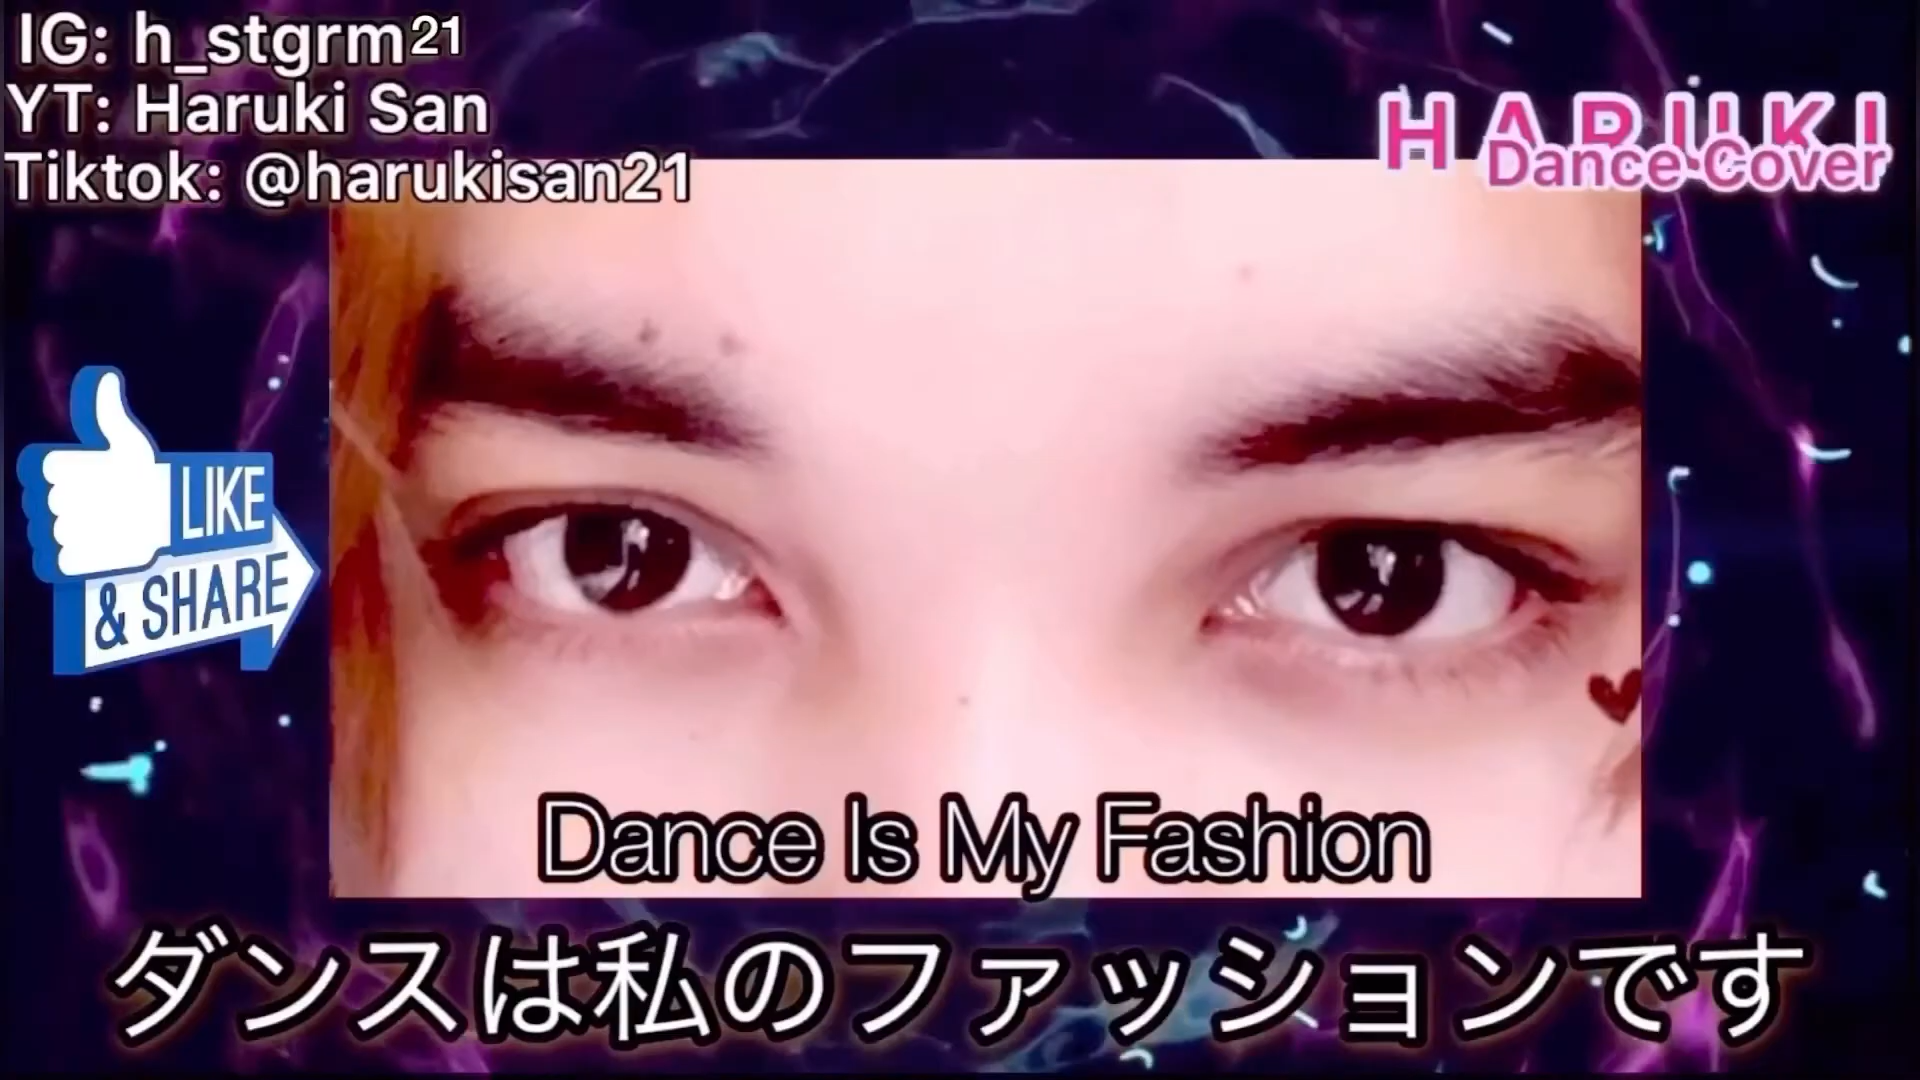 IG: h_stgrm21
YT: Haruki San
Tiktok: @harukisan21
HARUKI
Dance Cover
LIKE
& SHARE
Dance Is My Fashion
ダンスは私のファッションです